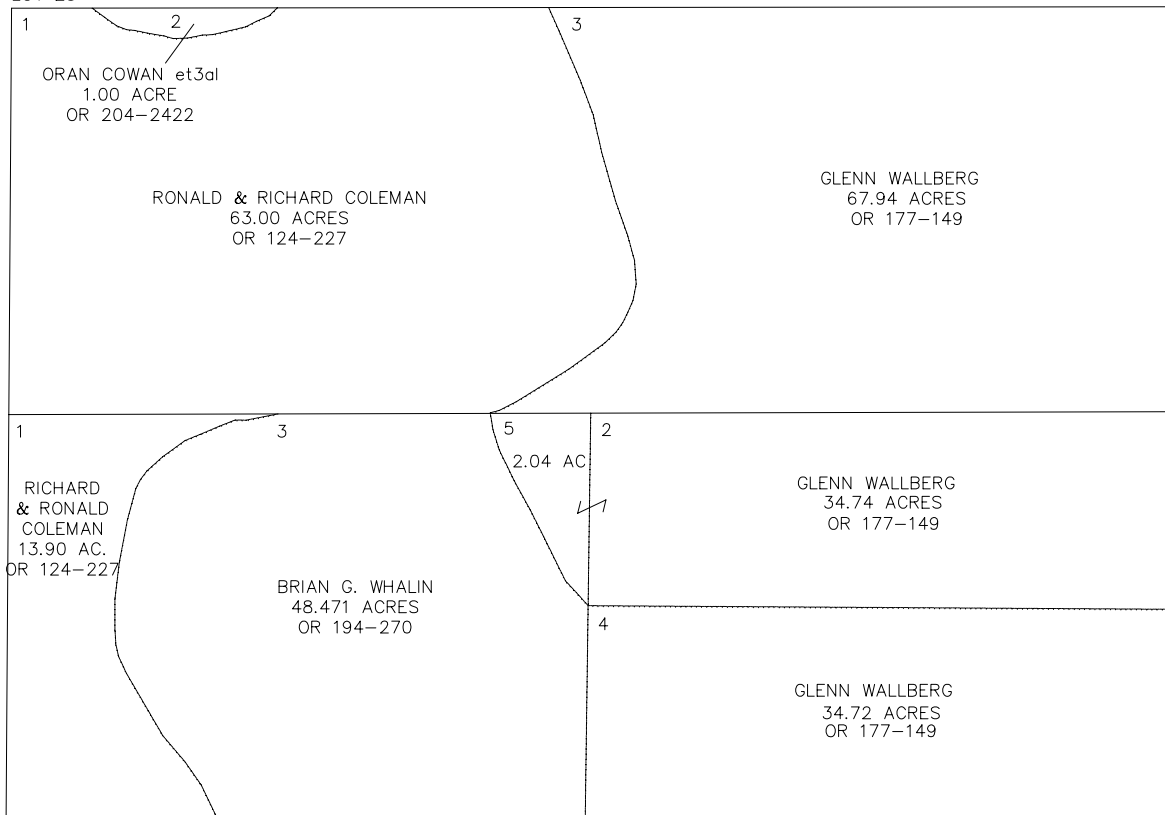 1
2
3
ORAN COWAN et3al
1.00 ACRE
OR 204-2422
RONALD & RICHARD COLEMAN
63.00 ACRES
OR 124-227
GLENN WALLBERG
67.94 ACRES
OR 177-149
1
3
5
2
2.04 AC
RICHARD
& RONALD
COLEMAN
13.90 AC.
OR 124-227
GLENN WALLBERG
34.74 ACRES
OR 177-149
BRIAN G. WHALIN
48.471 ACRES
OR 194-270
4
GLENN WALLBERG
34.72 ACRES
OR 177-149